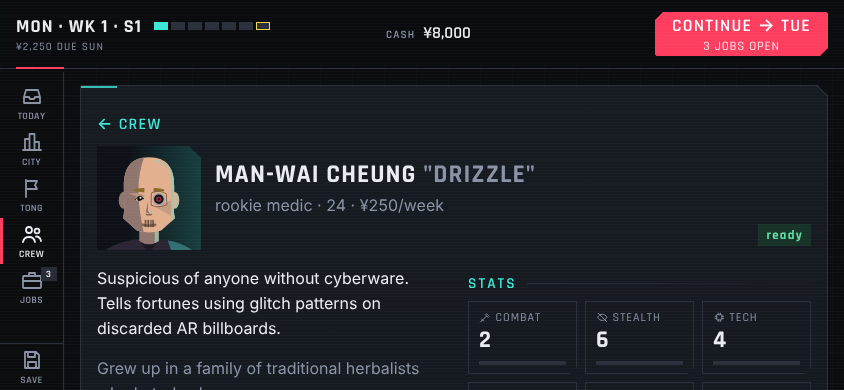 MON · WK 1 · S1
¥2,250 DUE SUN
CASH ¥8,000
CONTINUE → TUE
3 JOBS OPEN
TODAY
CITY
TONG
CREW
3
JOBS
SAVE
← CREW
MAN-WAI CHEUNG "DRIZZLE"
rookie medic · 24 · ¥250/week
ready
Suspicious of anyone without cyberware.
Tells fortunes using glitch patterns on
discarded AR billboards.
Grew up in a family of traditional herbalists
STATS
COMBAT
2
STEALTH
6
TECH
4